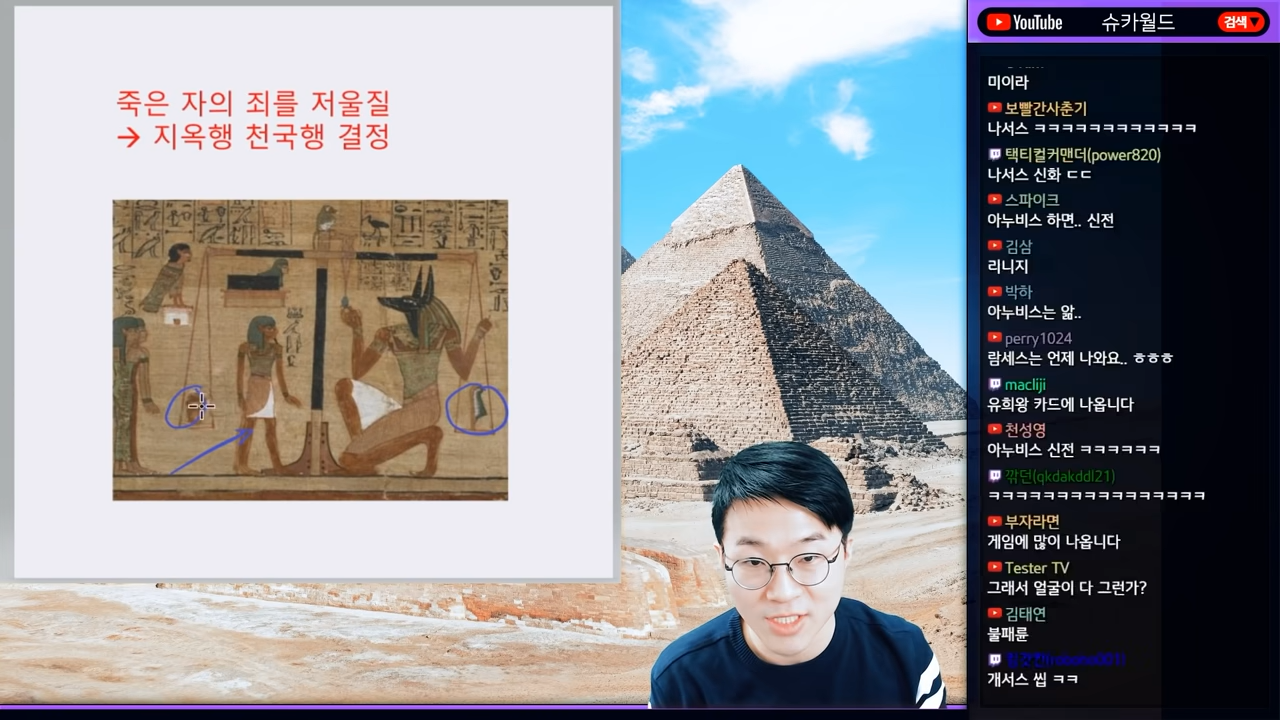 죽은 자의 죄를 저울질
→ 지옥행 천국행 결정
YouTube 슈카월드 검색
미이라
보빨간사춘기
나서스 ㅋㅋㅋㅋㅋㅋㅋㅋㅋㅋㅋㅋ
택티컬커맨더(power820)
나서스 신화 ㄷㄷ
스파이크
아누비스 하면.. 신전
김삼
리니지
박하
아누비스는 앎..
perry1024
람세스는 언제 나와요.. ㅎㅎㅎ
macliji
유희왕 카드에 나옵니다
천성영
아누비스 신전 ㅋㅋㅋㅋㅋㅋ
깎던(qkdakddl21)
ㅋㅋㅋㅋㅋㅋㅋㅋㅋㅋㅋㅋㅋㅋㅋㅋ
부자라면
게임에 많이 나옵니다
Tester TV
그래서 얼굴이 다 그런가?
김태연
불패륜
개서스 씹 ㅋㅋ